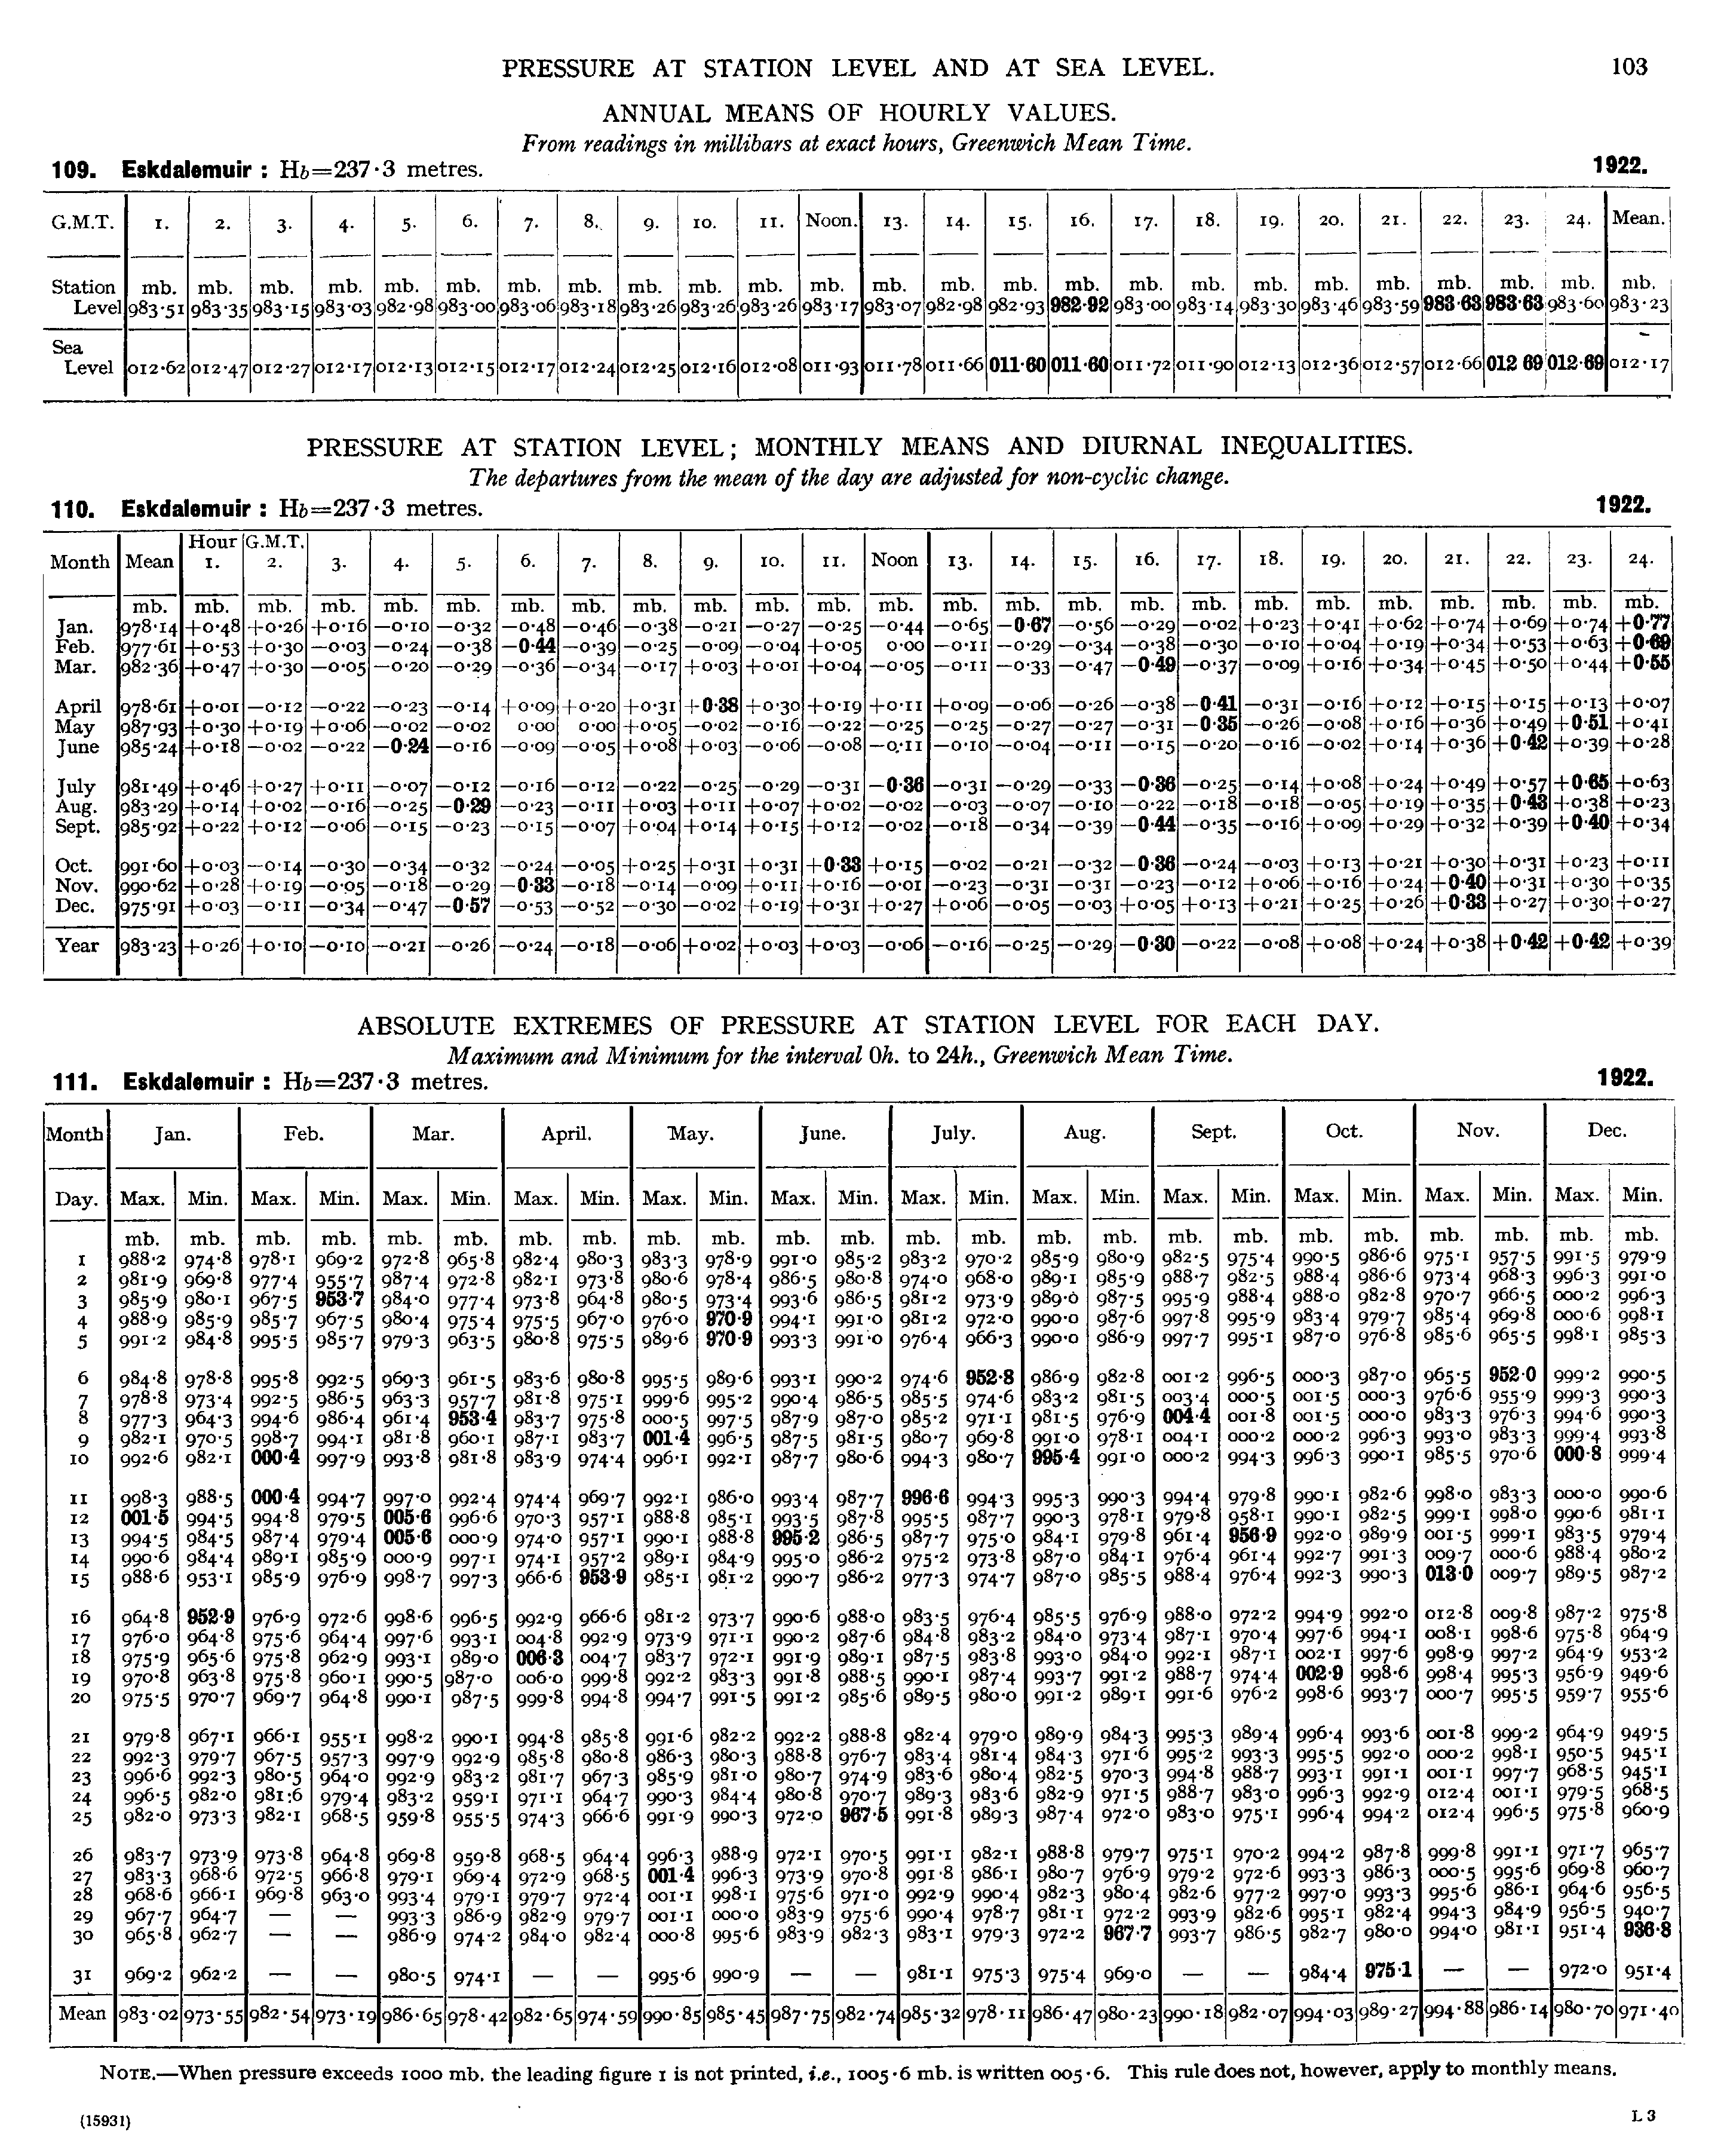 PRESSURE AT STATION LEVEL AND AT SEA LEVEL. 103
ANNUAL MEANS OF HOURLY VALUES.
From readings in millibars at exact hours, Greenwich Mean Time.
109. Eskdalemuir : Hb=237·3 metres. 1922.
G.M.T. 1. 2. 3. 4. 5. 6. 7. 8. 9. 10. 11. Noon. 13. 14. 15. 16. 17. 18. 19. 20. 21. 22. 23. 24. Mean.
Station mb. mb. mb. mb. mb. mb. mb. mb. mb. mb. mb. mb. mb. mb. mb. mb. mb. mb. mb. mb. mb. mb. mb. mb. mb.
Level 983·51 983·35 983·15 983·03 982·98 983·00 983·06 983·18 983·26 983·26 983·26 983·17 983·07 982·98 982·93 982·92 983·00 983·14 983·30 983·46 983·59 983·63 983·63 983·60 983·23
Sea
Level 012·62 012·47 012·27 012·17 012·13 012·15 012·17 012·24 012·25 012·16 012·08 011·93 011·78 011·66 011·60 011·60 011·72 011·90 012·13 012·36 012·57 012·66 012 69 012·69 012·17
PRESSURE AT STATION LEVEL; MONTHLY MEANS AND DIURNAL INEQUALITIES.
The departures from the mean of the day are adjusted for non-cyclic change.
110. Eskdalemuir : Hb=237·3 metres. 1922.
Hour G.M.T.
Month Mean 1. 2. 3. 4. 5. 6. 7. 8. 9. 10. 11. Noon 13. 14. 15. 16. 17. 18. 19. 20. 21. 22. 23. 24.
mb. mb. mb. mb. mb. mb. mb. mb. mb. mb. mb. mb. mb. mb. mb. mb. mb. mb. mb. mb. mb. mb. mb. mb. mb.
Jan. 978·14 +0·48 +0·26 +0·16 —0·10 —0·32 —0·48 —0·46 —0·38 —0·21 —0·27 —0·25 —0·44 —0·65 —0·67 —0·56 —0·29 —0·02 +0·23 +0·41 +0·62 +0·74 +0·69 +0·74 +0·77
Feb. 977·61 +0·53 +0·30 —0·03 —0·24 —0·38 —0·44 —0·39 —0·25 —0·09 —0·04 +0·05 0·00 —0·11 —0·29 —0·34 —0·38 —0·30 —0·10 +0·04 +0·19 +0·34 +0·53 +0·63 +0·69
Mar. 982·36 +0·47 +0·30 —0·05 —0·20 —0·29 —0·36 —0·34 —0·17 +0·03 +0·01 +0·04 —0·05 —0·11 —0·33 —0·47 —0·49 —0·37 —0·09 +0·16 +0·34 +0·45 +0·50 +0·44 +0·55
April 978·61 +0·01 —0·12 —0·22 —0·23 —0·14 +0·09 +0·20 +0·31 +0·38 +0·30 +0·19 +0·11 +0·09 —0·06 —0·26 —0·38 —0·41 —0·31 —0·16 +0·12 +0·15 +0·15 +0·13 +0·07
May 987·93 +0·30 +0·19 +0·06 —0·02 —0·02 0·00 0·00 +0·05 —0·02 —0·16 —0·22 —0·25 —0·25 —0·27 —0·27 —0·31 —0·35 —0·26 —0·08 +0·16 +0·36 +0·49 +0·51 +0·41
June 985·24 +0·18 —0·02 —0·22 —0·24 —0·16 —0·09 —0·05 +0·08 +0·03 —0·06 —0·08 —0·11 —0·10 —0·04 —0·11 —0·15 —0·20 —0·16 —0·02 +0·14 +0·36 +0·42 +0·39 +0·28
July 981·49 +0·46 +0·27 +0·11 —0·07 —0·12 —0·16 —0·12 —0·22 —0·25 —0·29 —0·31 —0·36 —0·31 —0·29 —0·33 —0·36 —0·25 —0·14 +0·08 +0·24 +0·49 +0·57 +0·65 +0·63
Aug. 983·29 +0·14 +0·02 —0·16 —0·25 —0·29 —0·23 —0·11 +0·03 +0·11 +0·07 +0·02 —0·02 —0·03 —0·07 —0·10 —0·22 —0·18 —0·18 —0·05 +0·19 +0·35 +0·43 +0·38 +0·23
Sept. 985·92 +0·22 +0·12 —0·06 —0·15 —0·23 —0·15 —0·07 +0·04 +0·14 +0·15 +0·12 —0·02 —0·18 —0·34 —0·39 —0·44 —0·35 —0·16 +0·09 +0·29 +0·32 +0·39 +0·40 +0·34
Oct. 991·60 +0·03 —0·14 —0·30 —0·34 —0·32 —0·24 —0·05 +0·25 +0·31 +0·31 +0·33 +0·15 —0·02 —0·21 —0·32 —0·36 —0·24 —0·03 +0·13 +0·21 +0·30 +0·31 +0·23 +0·11
Nov. 990·62 +0·28 +0·19 —0·05 —0·18 —0·29 —0·33 —0·18 —0·14 —0·09 +0·11 +0·16 —0·01 —0·23 —0·31 —0·31 —0·23 —0·12 +0·06 +0·16 +0·24 +0·40 +0·31 +0·30 +0·35
Dec. 975·91 +0·03 —0·11 —0·34 —0·47 —0·57 —0·53 —0·52 —0·30 —0·02 +0·19 +0·31 +0·27 +0·06 —0·05 —0·03 +0·05 +0·13 +0·21 +0·25 +0·26 +0·33 +0·27 +0·30 +0·27
Year 983·23 +0·26 +0·10 —0·10 —0·21 —0·26 —0·24 —0·18 —0·06 +0·02 +0·03 +0·03 —0·06 —0·16 —0·25 —0·29 —0·30 —0·22 —0·08 +0·08 +0·24 +0·38 +0·42 +0·42 +0·39
ABSOLUTE EXTREMES OF PRESSURE AT STATION LEVEL FOR EACH DAY.
Maximum and Minimum for the interval 0h. to 24h., Greenwich Mean Time.
111. Eskdalemuir : Hb=237·3 metres. 1922.
Month Jan. Feb. Mar. April. May. June. July. Aug. Sept. Oct. Nov. Dec.
Day. Max. Min. Max. Min. Max. Min. Max. Min. Max. Min. Max. Min. Max. Min. Max. Min. Max. Min. Max. Min. Max. Min. Max. Min.
mb. mb. mb. mb. mb. mb. mb. mb. mb. mb. mb. mb. mb. mb. mb. mb. mb. mb. mb. mb. mb. mb. mb. mb.
1 988·2 974·8 978·1 969·2 972·8 965·8 982·4 980·3 983·3 978·9 991·0 985·2 983·2 970·2 985·9 980·9 982·5 975·4 990·5 986·6 975·1 957·5 991·5 979·9
2 981·9 969·8 977·4 955·7 987·4 972·8 982·1 973·8 980·6 978·4 986·5 980·8 974·0 968·0 989·1 985·9 988·7 982·5 988·4 986·6 973·4 968·3 996·3 991·0
3 985·9 980·1 967·5 953·7 984·0 977·4 973·8 964·8 980·5 973·4 993·6 986·5 981·2 973·9 989·0 987·5 995·9 988·4 988·0 982·8 970·7 966·5 000·2 996·3
4 988·9 985·9 985·7 967·5 980·4 975·4 975·5 967·0 976·0 970·9 994·1 991·0 981·2 972·0 990·0 987·6 997·8 995·9 983·4 979·7 985·4 969·8 000·6 998·1
5 991·2 984·8 995·5 985·7 979·3 963·5 980·8 975·5 989·6 970·9 993·3 991·0 976·4 966·3 990·0 986·9 997·7 995·1 987·0 976·8 985·6 965·5 998·1 985·3
6 984·8 978·8 995·8 992·5 969·3 961·5 983·6 980·8 995·5 989·6 993·1 990·2 974·6 952·8 986·9 982·8 001·2 996·5 000·3 987·0 965·5 952·0 999·2 990·5
7 978·8 973·4 992·5 986·5 963·3 957·7 981·8 975·1 999·6 995·2 990·4 986·5 985·5 974·6 983·2 981·5 003·4 000·5 001·5 000·3 976·6 955·9 999·3 990·3
8 977·3 964·3 994·6 986·4 961·4 953·4 983·7 975·8 000·5 997·5 987·9 987·0 985·2 971·1 981·5 976·9 004·4 001·8 001·5 000·0 983·3 976·3 994·6 990·3
9 982·1 970·5 998·7 994·1 981·8 960·1 987·1 983·7 001·4 996·5 987·5 981·5 980·7 969·8 991·0 978·1 004·1 000·2 000·2 996·3 993·0 983·3 999·4 993·8
10 992·6 982·1 000·4 997·9 993·8 981·8 983·9 974·4 996·1 992·1 987·7 980·6 994·3 980·7 995·4 991·0 000·2 994·3 996·3 990·1 985·5 970·6 000·8 999·4
11 998·3 988·5 000·4 994·7 997·0 992·4 974·4 969·7 992·1 986·0 993·4 987·7 996·6 994·3 995·3 990·3 994·4 979·8 990·1 982·6 998·0 983·3 000·0 990·6
12 001·5 994·5 994·8 979·5 005·6 996·6 970·3 957·1 988·8 985·1 993·5 987·8 995·5 987·7 990·3 978·1 979·8 958·1 990·1 982·5 999·1 998·0 990·6 981·1
13 994·5 984·5 987·4 979·4 005·6 000·9 974·0 957·1 990·1 988·8 995·2 986·5 987·7 975·0 984·1 979·8 961·4 956·9 992·0 989·9 001·5 999·1 983·5 979·4
14 990·6 984·4 989·1 985·9 000·9 997·1 974·1 957·2 989·1 984·9 995·0 986·2 975·2 973·8 987·0 984·1 976·4 961·4 992·7 991·3 009·7 000·6 988·4 980·2
15 988·6 953·1 985·9 976·9 998·7 997·3 966·6 953·9 985·1 981·2 990·7 986·2 977·3 974·7 987·0 985·5 988·4 976·4 992·3 990·3 013·0 009·7 989·5 987·2
16 964·8 952·9 976·9 972·6 998·6 996·5 992·9 966·6 981·2 973·7 990·6 988·0 983·5 976·4 985·5 976·9 988·0 972·2 994·9 992·0 012·8 009·8 987·2 975·8
17 976·0 964·8 975·6 964·4 997·6 993·1 004·8 992·9 973·9 971·1 990·2 987·6 984·8 983·2 984·0 973·4 987·1 970·4 997·6 994·1 008·1 998·6 975·8 964·9
18 975·9 965·6 975·8 962·9 993·1 989·0 006·3 004·7 983·7 972·1 991·9 989·1 987·5 983·8 993·0 984·0 992·1 987·1 002·1 997·6 998·9 997·2 964·9 953·2
19 970·8 963·8 975·8 960·1 990·5 987·0 006·0 999·8 992·2 983·3 991·8 988·5 990·1 987·4 993·7 991·2 988·7 974·4 002·9 998·6 998·4 995·3 956·9 949·6
20 975·5 970·7 969·7 964·8 990·1 987·5 999·8 994·8 994·7 991·5 991·2 985·6 989·5 980·0 991·2 989·1 991·6 976·2 998·6 993·7 000·7 995·5 959·7 955·6
21 979·8 967·1 966·1 955·1 998·2 990·1 994·8 985·8 991·6 982·2 992·2 988·8 982·4 979·0 989·9 984·3 995·3 989·4 996·4 993·6 001·8 999·2 964·9 949·5
22 992·3 979·7 967·5 957·3 997·9 992·9 985·8 980·8 986·3 980·3 988·8 976·7 983·4 981·4 984·3 971·6 995·2 993·3 995·5 992·0 000·2 998·1 950·5 945·1
23 996·6 992·3 980·5 964·0 992·9 983·2 981·7 967·3 985·9 981·0 980·7 974·9 983·6 980·4 982·5 970·3 994·8 988·7 993·1 991·1 001·1 997·7 968·5 945·1
24 996·5 982·0 981·6 979·4 983·2 959·1 971·1 964·7 990·3 984·4 980·8 970·7 989·3 983·6 982·9 971·5 988·7 983·0 996·3 992·9 012·4 001·1 979·5 968·5
25 982·0 973·3 982·1 968·5 959·8 955·5 974·3 966·6 991·9 990·3 972·0 967·5 991·8 989·3 987·4 972·0 983·0 975·1 996·4 994·2 012·4 996·5 975·8 960·9
26 983·7 973·9 973·8 964·8 969·8 959·8 968·5 964·4 996·3 988·9 972·1 970·5 991·1 982·1 988·8 979·7 975·1 970·2 994·2 987·8 999·8 991·1 971·7 965·7
27 983·3 968·6 972·5 966·8 979·1 969·4 972·9 968·5 001·4 996·3 973·9 970·8 991·8 986·1 980·7 976·9 979·2 972·6 993·3 986·3 000·5 995·6 969·8 960·7
28 968·6 966·1 969·8 963·0 993·4 979·1 979·7 972·4 001·1 998·1 975·6 971·0 992·9 990·4 982·3 980·4 982·6 977·2 997·0 993·3 995·6 986·1 964·6 956·5
29 967·7 964·7 — — 993·3 986·9 982·9 979·7 001·1 000·0 983·9 975·6 990·4 978·7 981·1 972·2 993·9 982·6 995·1 982·4 994·3 984·9 956·5 940·7
30 965·8 962·7 — — 986·9 974·2 984·0 982·4 000·8 995·6 983·9 982·3 983·1 979·3 972·2 967·7 993·7 986·5 982·7 980·0 994·0 981·1 951·4 936·8
31 969·2 962·2 — — 980·5 974·1 — — 995·6 990·9 — — 981·1 975·3 975·4 969·0 — — 984·4 975·1 — — 972·0 951·4
Mean 983·02 973·55 982·54 973·19 986·65 978·42 982·65 974·59 990·85 985·45 987·75 982·74 985·32 978·11 986·47 980·23 990·18 982·07 994·03 989·27 994·88 986·14 980·70 971·40
NOTE.—When pressure exceeds 1000 mb. the leading figure 1 is not printed, i.e., 1005·6 mb. is written 005·6. This rule does not, however, apply to monthly means.
(15931) L 3